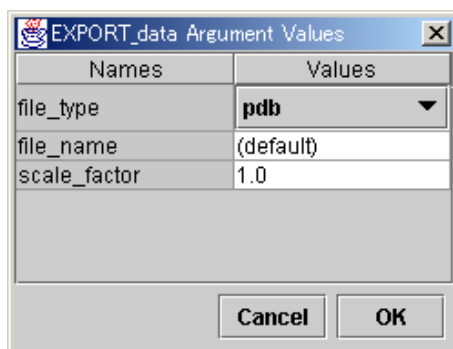 EXPORT_data Argument Values
Names Values
file_type pdb
file_name (default)
scale_factor 1.0
Cancel OK